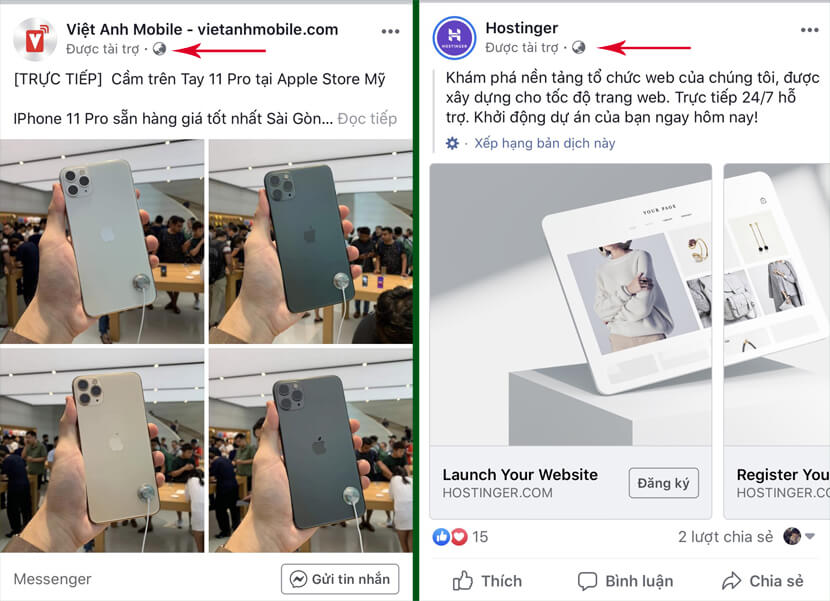 Việt Anh Mobile - vietanhmobile.com
Được tài trợ ·
[TRỰC TIẾP] Cầm trên Tay 11 Pro tại Apple Store Mỹ
IPhone 11 Pro sẵn hàng giá tốt nhất Sài Gòn... Đọc tiếp
Messenger
Gửi tin nhắn
HOSTINGER
Hostinger
Được tài trợ ·
Khám phá nền tảng tổ chức web của chúng tôi, được
xây dựng cho tốc độ trang web. Trực tiếp 24/7 hỗ
trợ. Khởi động dự án của bạn ngay hôm nay!
· Xếp hạng bản dịch này
YOUR PAGE
Launch Your Website
HOSTINGER.COM
Đăng ký
Register You
HOSTINGER.CO
15
2 lượt chia sẻ
Thích
Bình luận
Chia sẻ